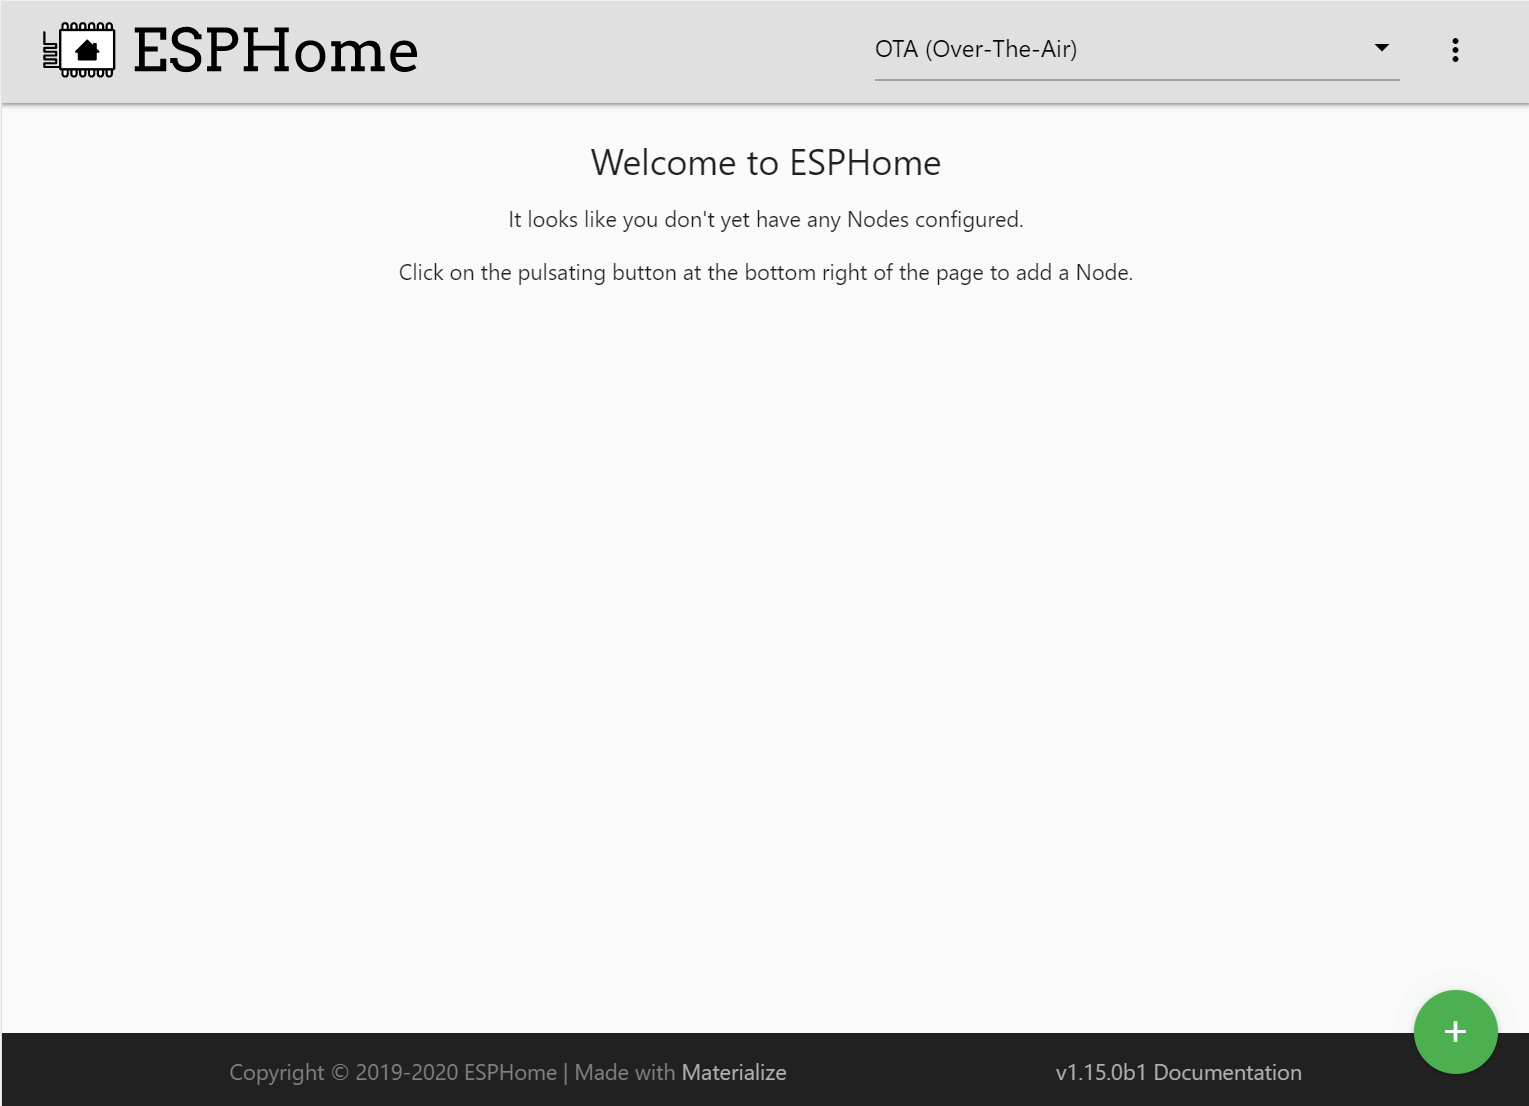 ESPHome
OTA (Over-The-Air)
Welcome to ESPHome
It looks like you don't yet have any Nodes configured.
Click on the pulsating button at the bottom right of the page to add a Node.
Copyright © 2019-2020 ESPHome | Made with Materialize
v1.15.0b1 Documentation